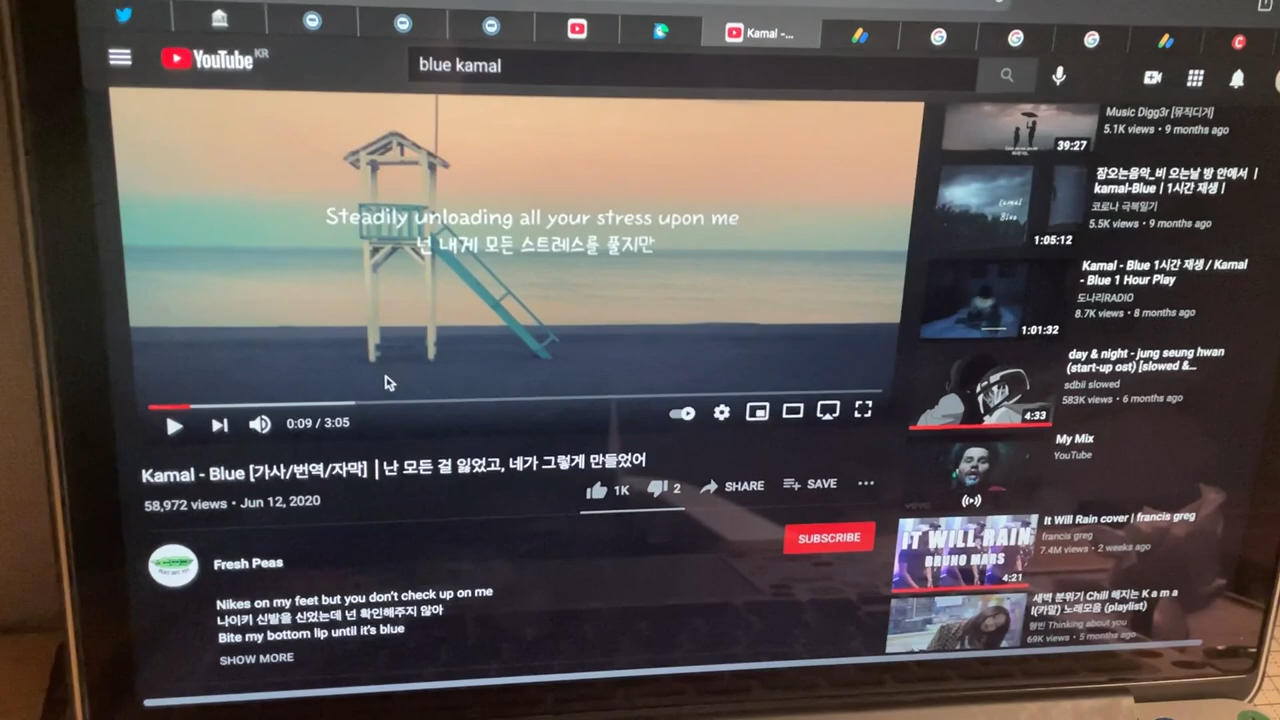 Kamal -...
YouTube KR
blue kamal
Steadily unloading all your stress upon me
넌 내게 모든 스트레스를 풀지만
0:09 / 3:05
Kamal - Blue [가사/번역/자막] | 난 모든 걸 잃었고, 네가 그렇게 만들었어
58,972 views • Jun 12, 2020
1K
2
SHARE
SAVE
Fresh Peas
SUBSCRIBE
Nikes on my feet but you don't check up on me
나이키 신발을 신었는데 넌 확인해주지 않아
Bite my bottom lip until it's blue
SHOW MORE
Music Digg3r [뮤직디거]
5.1K views • 9 months ago
39:27
잠오는음악_비 오는날 방 안에서 |
kamal-Blue | 1시간 재생 |
코로나 극복일기
5.5K views • 9 months ago
1:05:12
Kamal - Blue 1시간 재생 / Kamal
- Blue 1 Hour Play
도나리RADIO
8.7K views • 8 months ago
1:01:32
day & night - jung seung hwan
(start-up ost) [slowed &...
sdbii slowed
583K views • 6 months ago
4:33
My Mix
YouTube
It Will Rain cover | francis greg
francis greg
7.4M views • 2 weeks ago
IT WILL RAIN
BRUNO MARS
4:21
새벽 분위기 Chill 해지는 K a m a
l(카말) 노래모음 (playlist)
Thinking about you
69K views • 5 months ago